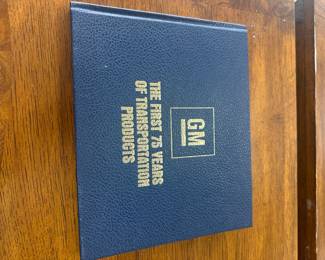 GM
THE FIRST 75 YEARS
OF TRANSPORTATION
PRODUCTS